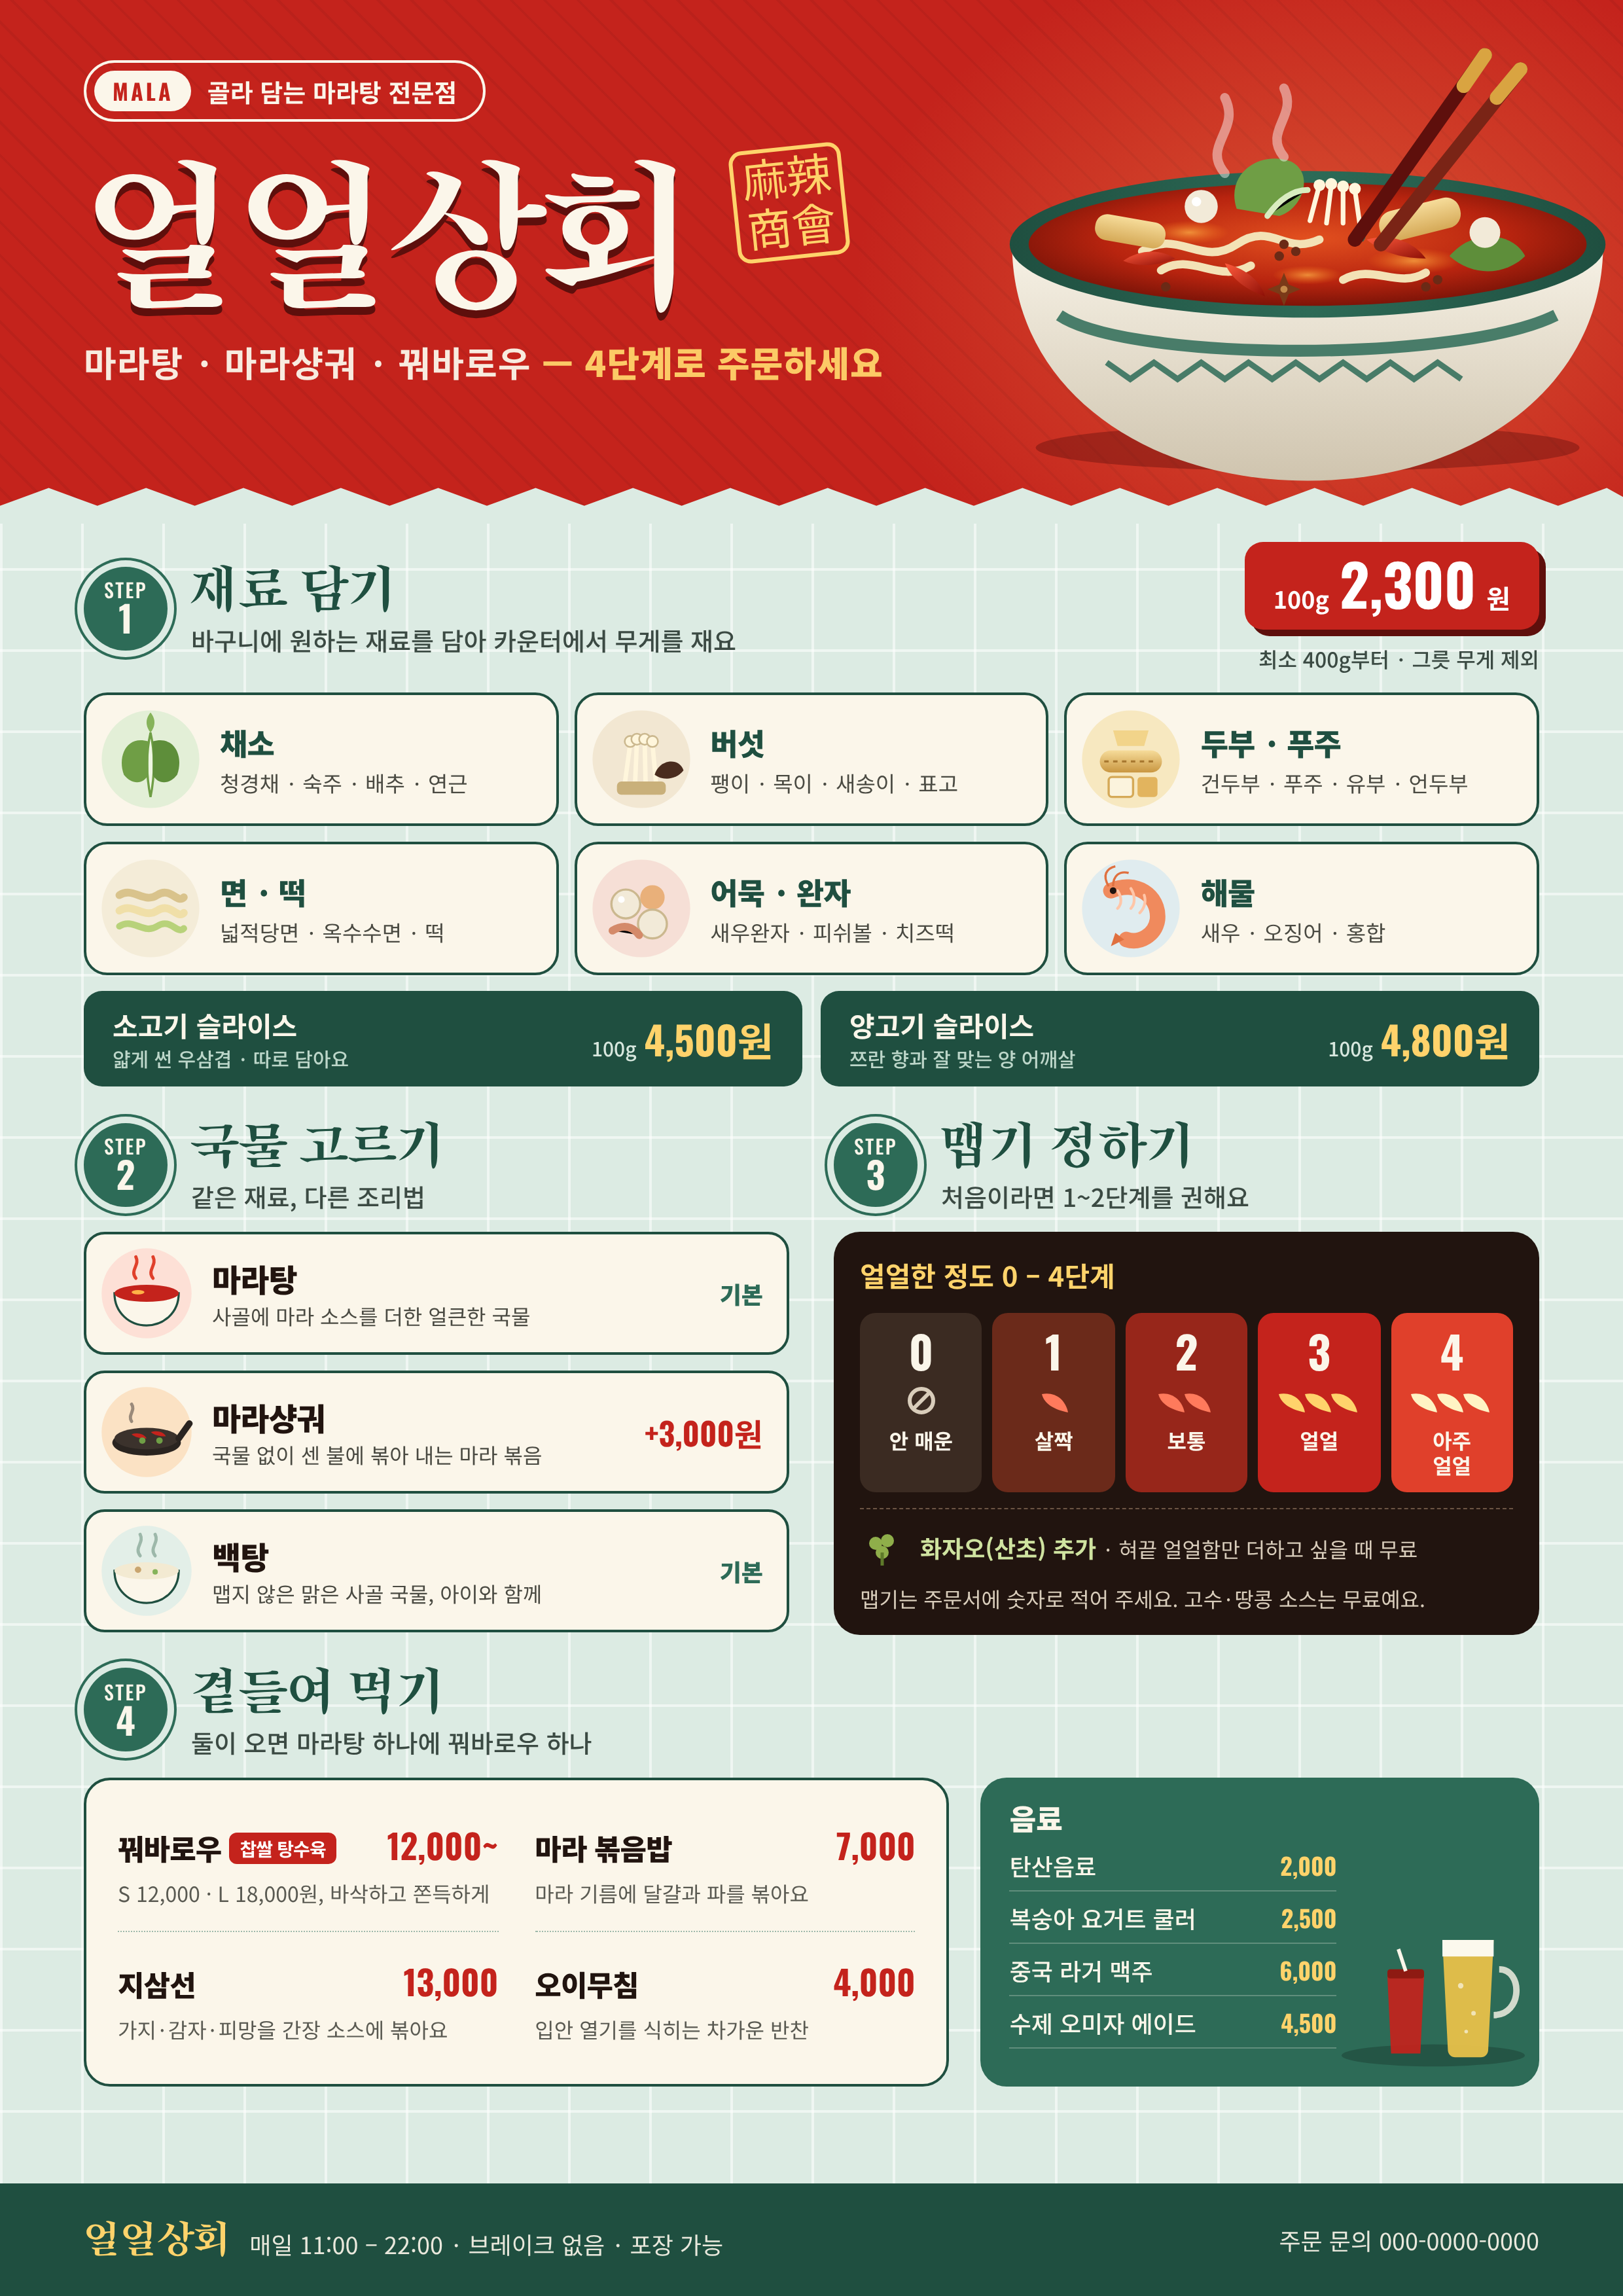 MALA 골라 담는 마라탕 전문점
얼얼상회
麻辣
商會
마라탕 · 마라샹궈 · 꿔바로우 — 4단계로 주문하세요
STEP
1
재료 담기
바구니에 원하는 재료를 담아 카운터에서 무게를 재요
100g 2,300 원
최소 400g부터 · 그릇 무게 제외
채소
청경채 · 숙주 · 배추 · 연근
버섯
팽이 · 목이 · 새송이 · 표고
두부 · 푸주
건두부 · 푸주 · 유부 · 언두부
면 · 떡
넓적당면 · 옥수수면 · 떡
어묵 · 완자
새우완자 · 피쉬볼 · 치즈떡
해물
새우 · 오징어 · 홍합
소고기 슬라이스
얇게 썬 우삼겹 · 따로 담아요
100g 4,500원
양고기 슬라이스
쯔란 향과 잘 맞는 양 어깨살
100g 4,800원
STEP
2
국물 고르기
같은 재료, 다른 조리법
마라탕
사골에 마라 소스를 더한 얼큰한 국물
기본
마라샹궈
국물 없이 센 불에 볶아 내는 마라 볶음
+3,000원
백탕
맵지 않은 맑은 사골 국물, 아이와 함께
기본
STEP
3
맵기 정하기
처음이라면 1~2단계를 권해요
얼얼한 정도 0 – 4단계
0
안 매운
1
살짝
2
보통
3
얼얼
4
아주
얼얼
화자오(산초) 추가 · 혀끝 얼얼함만 더하고 싶을 때 무료
맵기는 주문서에 숫자로 적어 주세요. 고수·땅콩 소스는 무료예요.
STEP
4
곁들여 먹기
둘이 오면 마라탕 하나에 꿔바로우 하나
꿔바로우 찹쌀 탕수육 12,000~
S 12,000 · L 18,000원, 바삭하고 쫀득하게
마라 볶음밥 7,000
마라 기름에 달걀과 파를 볶아요
지삼선 13,000
가지·감자·피망을 간장 소스에 볶아요
오이무침 4,000
입안 열기를 식히는 차가운 반찬
음료
탄산음료 2,000
복숭아 요거트 쿨러 2,500
중국 라거 맥주 6,000
수제 오미자 에이드 4,500
얼얼상회 매일 11:00 – 22:00 · 브레이크 없음 · 포장 가능
주문 문의 000-0000-0000